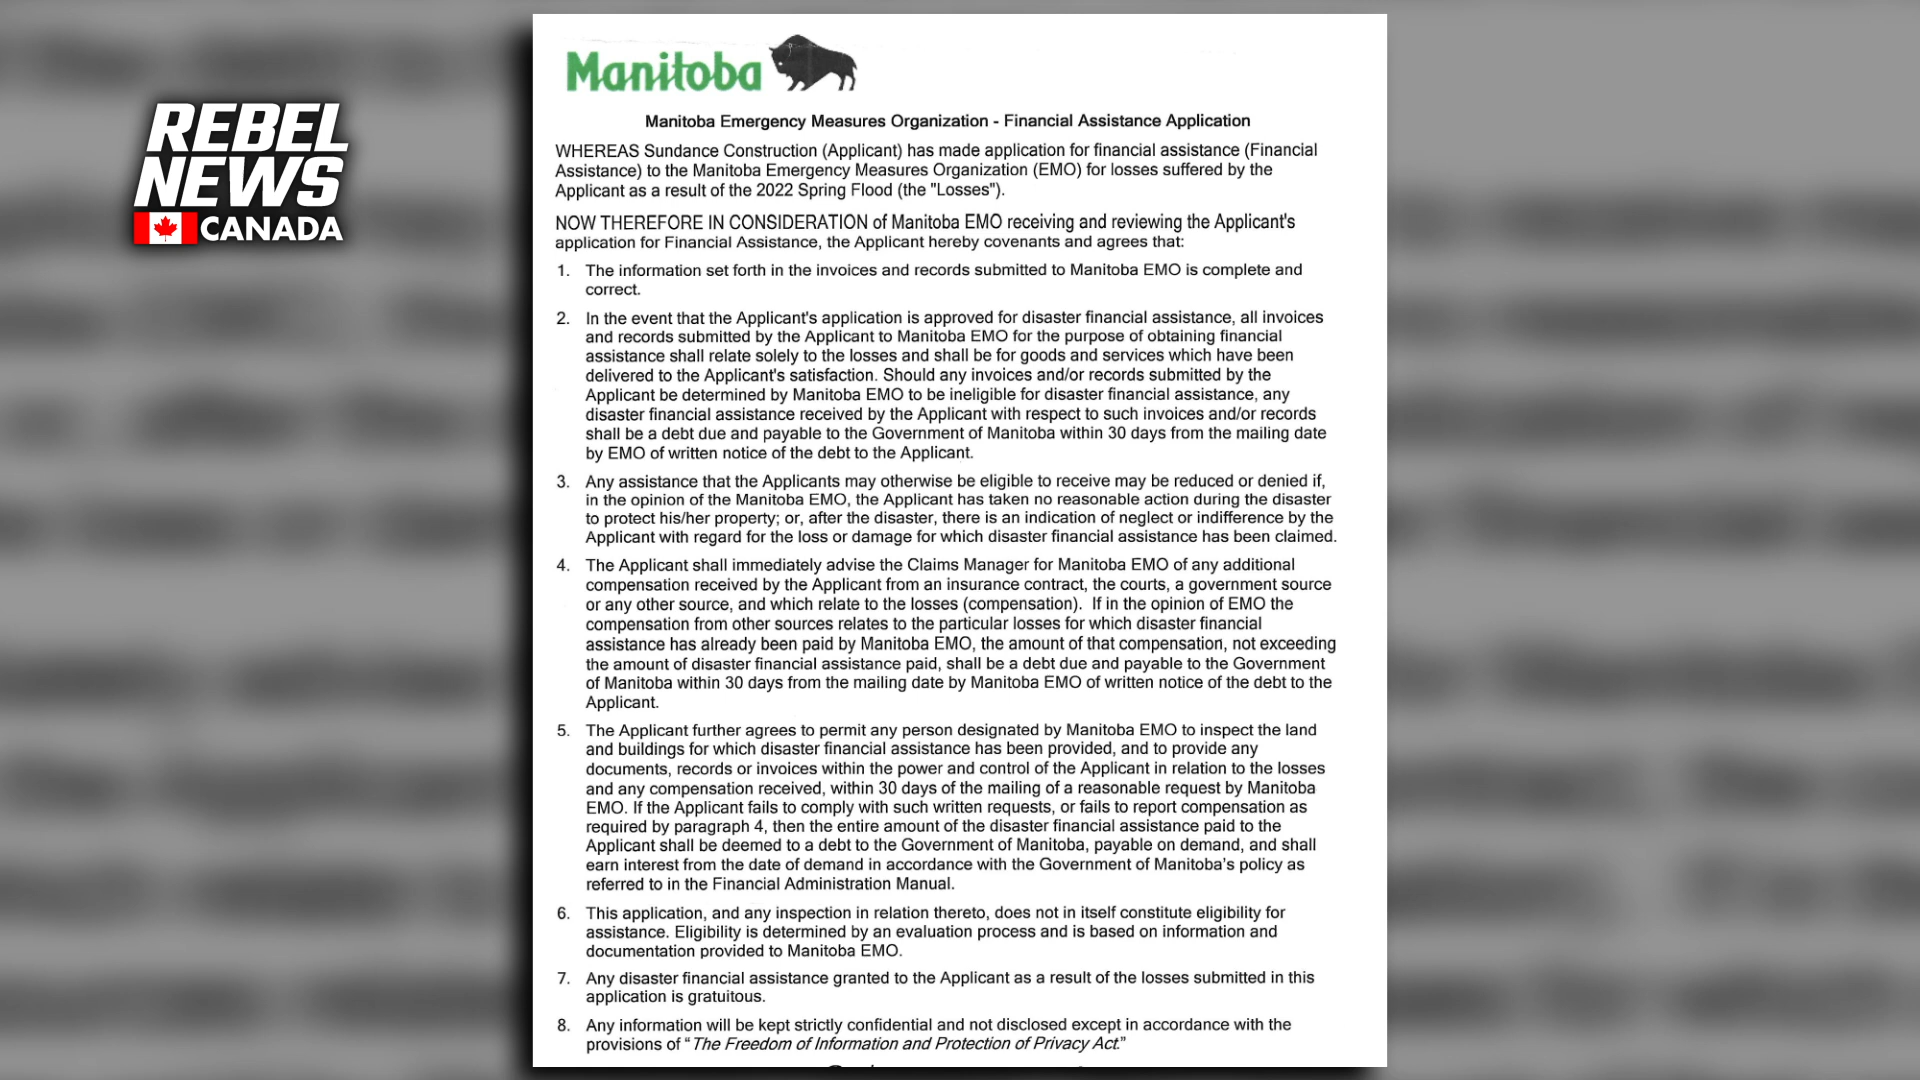 REBEL
NEWS
CANADA
Manitoba
Manitoba Emergency Measures Organization - Financial Assistance Application
WHEREAS Sundance Construction (Applicant) has made application for financial assistance (Financial
Assistance) to the Manitoba Emergency Measures Organization (EMO) for losses suffered by the
Applicant as a result of the 2022 Spring Flood (the "Losses").
NOW THEREFORE IN CONSIDERATION of Manitoba EMO receiving and reviewing the Applicant's
application for Financial Assistance, the Applicant hereby covenants and agrees that:
1. The information set forth in the invoices and records submitted to Manitoba EMO is complete and
correct.
2. In the event that the Applicant's application is approved for disaster financial assistance, all invoices
and records submitted by the Applicant to Manitoba EMO for the purpose of obtaining financial
assistance shall relate solely to the losses and shall be for goods and services which have been
delivered to the Applicant's satisfaction. Should any invoices and/or records submitted by the
Applicant be determined by Manitoba EMO to be ineligible for disaster financial assistance, any
disaster financial assistance received by the Applicant with respect to such invoices and/or records
shall be a debt due and payable to the Government of Manitoba within 30 days from the mailing date
by EMO of written notice of the debt to the Applicant.
3. Any assistance that the Applicants may otherwise be eligible to receive may be reduced or denied if,
in the opinion of the Manitoba EMO, the Applicant has taken no reasonable action during the disaster
to protect his/her property; or, after the disaster, there is an indication of neglect or indifference by the
Applicant with regard for the loss or damage for which disaster financial assistance has been claimed.
4. The Applicant shall immediately advise the Claims Manager for Manitoba EMO of any additional
compensation received by the Applicant from an insurance contract, the courts, a government source
or any other source, and which relate to the losses (compensation). If in the opinion of EMO the
compensation from other sources relates to the particular losses for which disaster financial
assistance has already been paid by Manitoba EMO, the amount of that compensation, not exceeding
the amount of disaster financial assistance paid, shall be a debt due and payable to the Government
of Manitoba within 30 days from the mailing date by Manitoba EMO of written notice of the debt to the
Applicant.
5. The Applicant further agrees to permit any person designated by Manitoba EMO to inspect the land
and buildings for which disaster financial assistance has been provided, and to provide any
documents, records or invoices within the power and control of the Applicant in relation to the losses
and any compensation received, within 30 days of the mailing of a reasonable request by Manitoba
EMO. If the Applicant fails to comply with such written requests, or fails to report compensation as
required by paragraph 4, then the entire amount of the disaster financial assistance paid to the
Applicant shall be deemed to a debt to the Government of Manitoba, payable on demand, and shall
earn interest from the date of demand in accordance with the Government of Manitoba's policy as
referred to in the Financial Administration Manual.
6. This application, and any inspection in relation thereto, does not in itself constitute eligibility for
assistance. Eligibility is determined by an evaluation process and is based on information and
documentation provided to Manitoba EMO.
7. Any disaster financial assistance granted to the Applicant as a result of the losses submitted in this
application is gratuitous.
8. Any information will be kept strictly confidential and not disclosed except in accordance with the
provisions of "The Freedom of Information and Protection of Privacy Act."